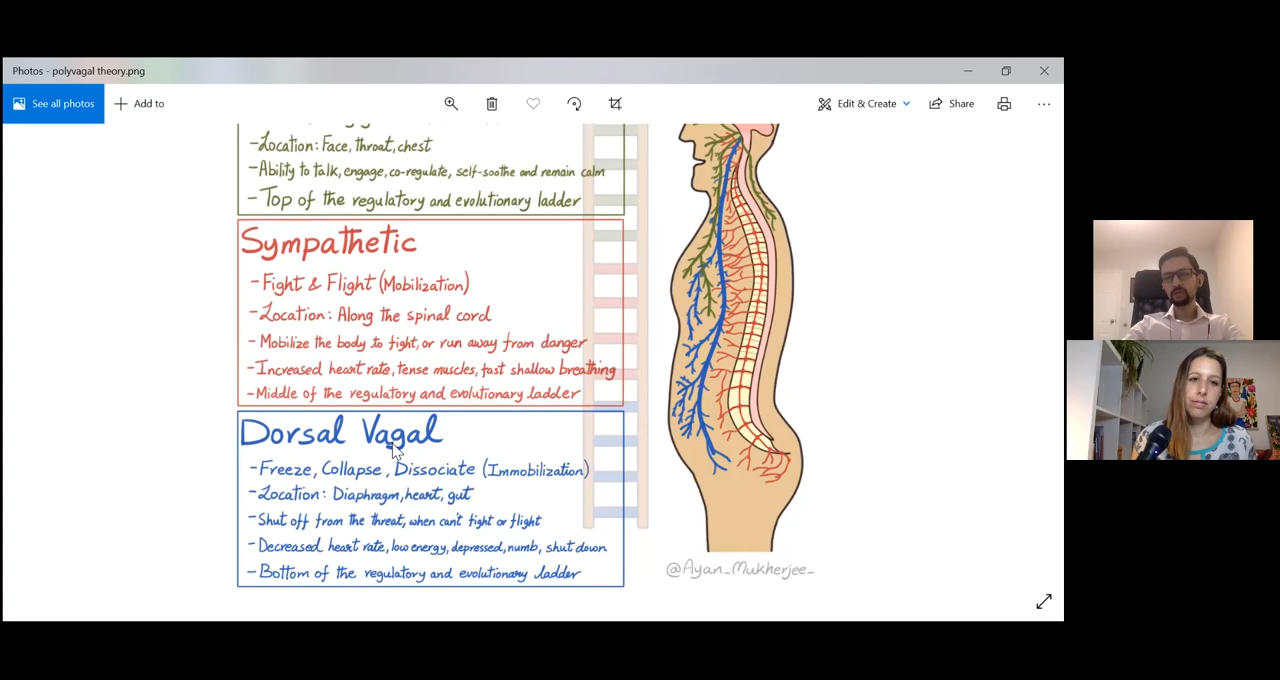 Photos - polyvagal theory.png
See all photos
Add to
Edit & Create
Share
-Location: Face, throat, chest
-Ability to talk, engage, co-regulate, self-soothe and remain calm
-Top of the regulatory and evolutionary ladder
Sympathetic
-Fight & Flight (Mobilization)
-Location: Along the spinal cord
-Mobilize the body to fight, or run away from danger
-Increased heart rate, tense muscles, fast shallow breathing
-Middle of the regulatory and evolutionary ladder
Dorsal Vagal
-Freeze, Collapse, Dissociate (Immobilization)
-Location: Diaphragm, heart, gut
-Shut off from the threat, when can't fight or flight
-Decreased heart rate, low energy, depressed, numb, shut down
-Bottom of the regulatory and evolutionary ladder
@Ayan_Mukherjee_